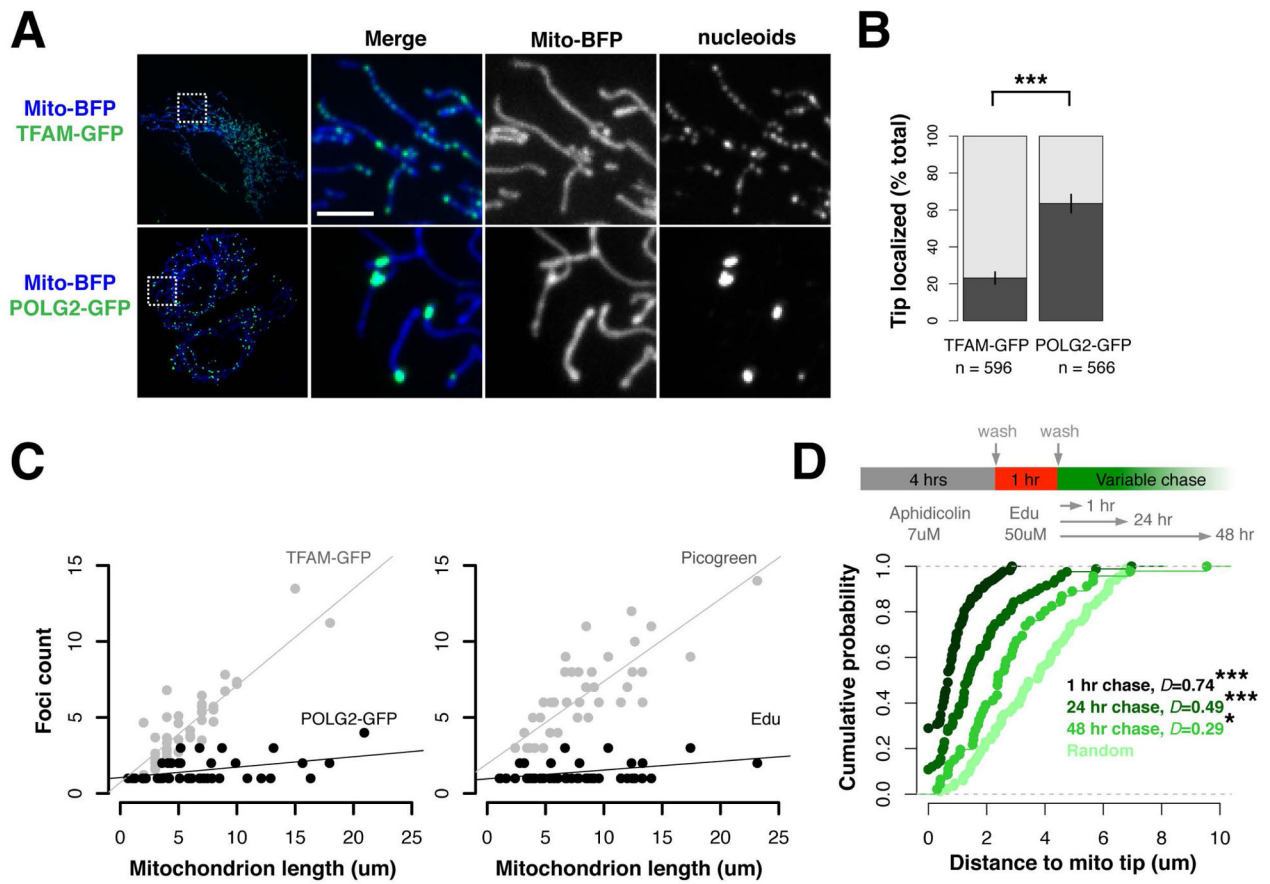 A
Merge
Mito-BFP
nucleoids
Mito-BFP
TFAM-GFP
Mito-BFP
POLG2-GFP
B
***
Tip localized (% total)
100
80
60
40
20
0
TFAM-GFP
n = 596
POLG2-GFP
n = 566
C
Foci count
15
10
5
0
TFAM-GFP
POLG2-GFP
0 5 10 15 20 25
Mitochondrion length (um)
15
10
5
0
Picogreen
Edu
0 5 10 15 20 25
Mitochondrion length (um)
D
wash wash
4 hrs 1 hr Variable chase
Aphidicolin
7uM
Edu
50uM
1 hr
24 hr
48 hr
Cumulative probability
1.0
0.8
0.6
0.4
0.2
0.0
1 hr chase, D=0.74***
24 hr chase, D=0.49***
48 hr chase, D=0.29*
Random
0 2 4 6 8 10
Distance to mito tip (um)